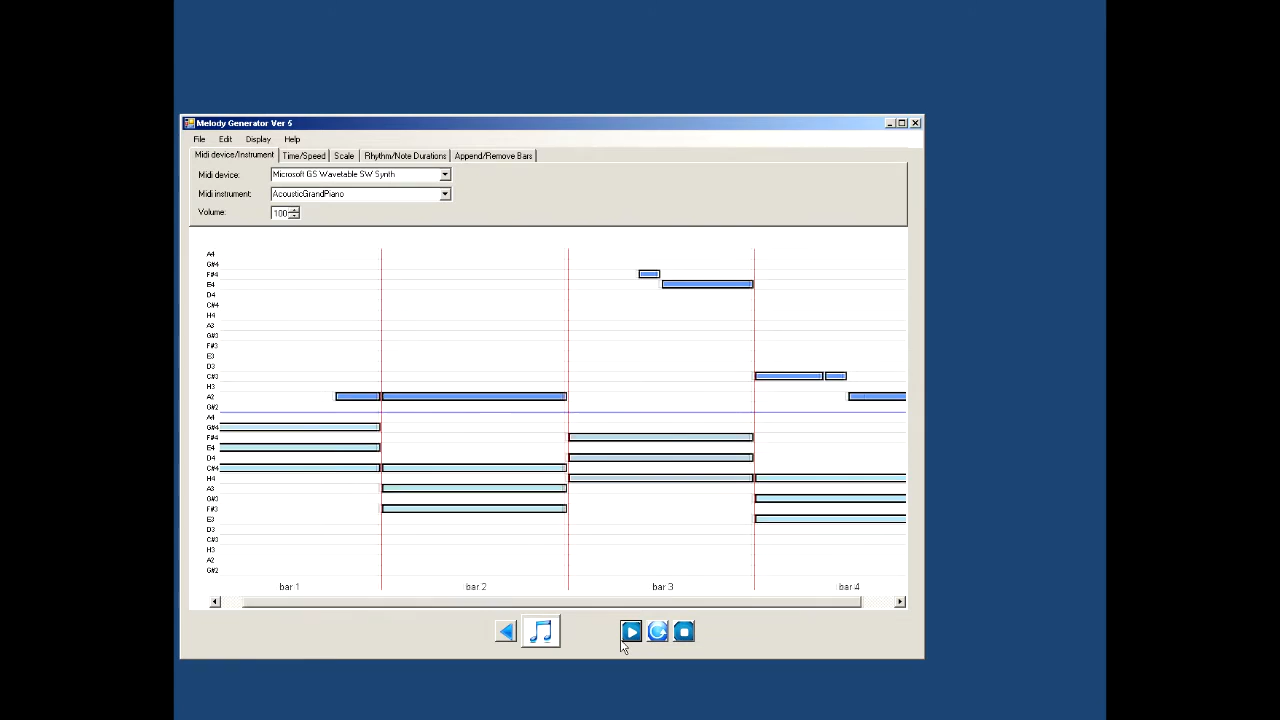 Melody Generator Ver 5
File Edit Display Help
Midi device/Instrument Time/Speed Scale Rhythm/Note Durations Append/Remove Bars
Midi device: Microsoft GS Wavetable SW Synth
Midi instrument: AcousticGrandPiano
Volume: 100
A4
G#4
F#4
E4
D4
C#4
H4
A3
G#3
F#3
E3
D3
C#3
H3
A2
G#2
A4
G#4
F#4
E4
D4
C#4
H4
A3
G#3
F#3
E3
D3
C#3
H3
A2
G#2
bar 1 bar 2 bar 3 bar 4